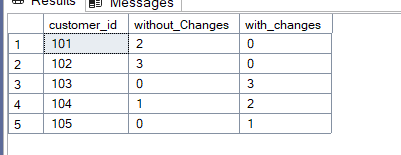 Results Messages
customer_id without_Changes with_changes
1 101 2 0
2 102 3 0
3 103 0 3
4 104 1 2
5 105 0 1